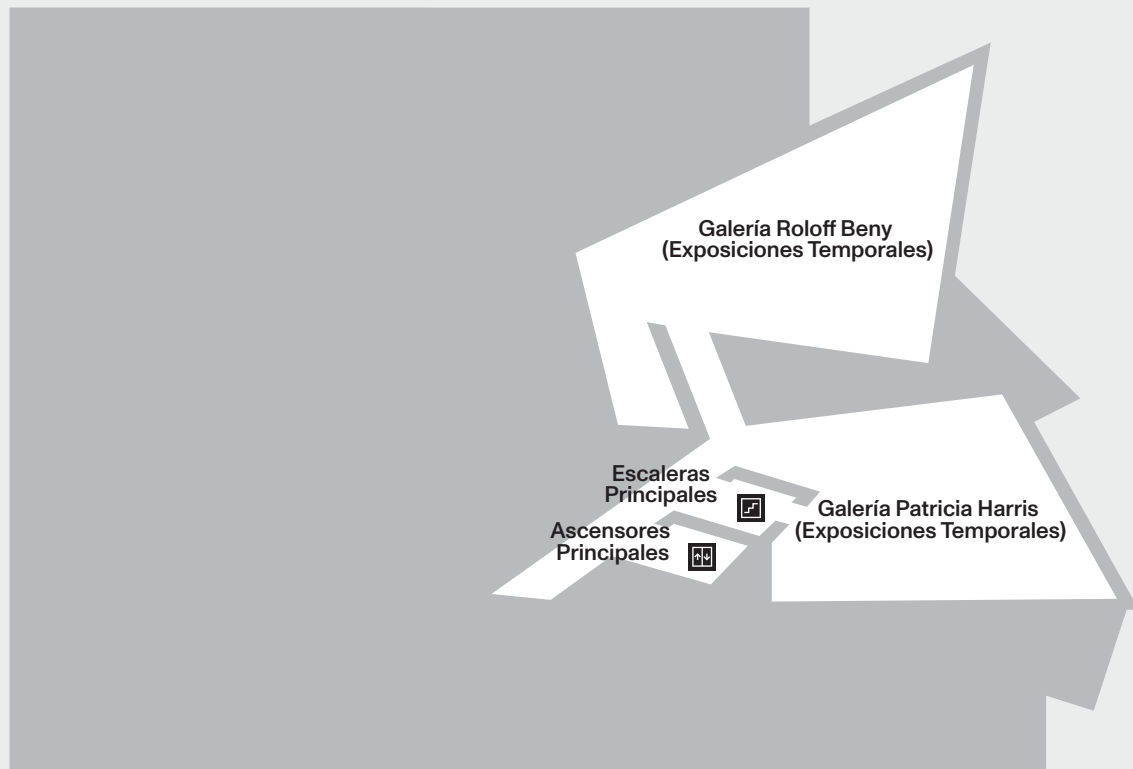 Galería Roloff Beny
(Exposiciones Temporales)
Escaleras
Principales
Galería Patricia Harris
(Exposiciones Temporales)
Ascensores
Principales